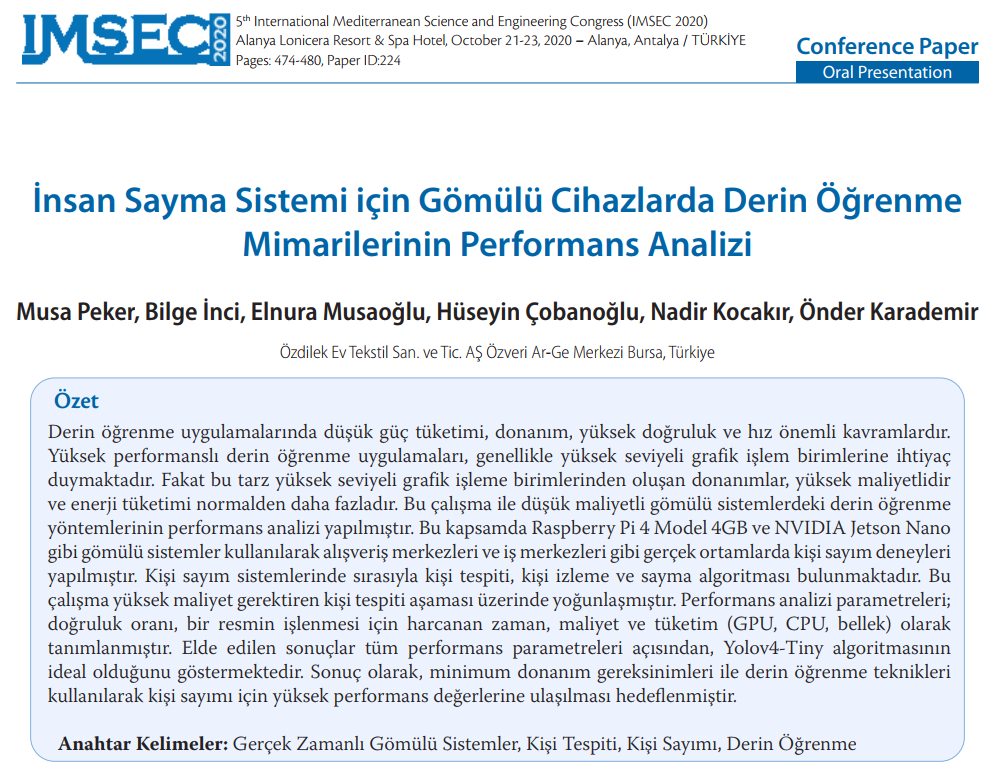 IMSEC 2020
5th International Mediterranean Science and Engineering Congress (IMSEC 2020)
Alanya Lonicera Resort & Spa Hotel, October 21-23, 2020 – Alanya, Antalya / TÜRKİYE
Pages: 474-480, Paper ID:224
Conference Paper
Oral Presentation
İnsan Sayma Sistemi için Gömülü Cihazlarda Derin Öğrenme
Mimarilerinin Performans Analizi
Musa Peker, Bilge İnci, Elnura Musaoğlu, Hüseyin Çobanoğlu, Nadir Kocakır, Önder Karademir
Özdilek Ev Tekstil San. ve Tic. AŞ Özveri Ar-Ge Merkezi Bursa, Türkiye
Özet
Derin öğrenme uygulamalarında düşük güç tüketimi, donanım, yüksek doğruluk ve hız önemli kavramlardır.
Yüksek performanslı derin öğrenme uygulamaları, genellikle yüksek seviyeli grafik işlem birimlerine ihtiyaç
duymaktadır. Fakat bu tarz yüksek seviyeli grafik işleme birimlerinden oluşan donanımlar, yüksek maliyetlidir
ve enerji tüketimi normalden daha fazladır. Bu çalışma ile düşük maliyetli gömülü sistemlerdeki derin öğrenme
yöntemlerinin performans analizi yapılmıştır. Bu kapsamda Raspberry Pi 4 Model 4GB ve NVIDIA Jetson Nano
gibi gömülü sistemler kullanılarak alışveriş merkezleri ve iş merkezleri gibi gerçek ortamlarda kişi sayım deneyleri
yapılmıştır. Kişi sayım sistemlerinde sırasıyla kişi tespiti, kişi izleme ve sayma algoritması bulunmaktadır. Bu
çalışma yüksek maliyet gerektiren kişi tespiti aşaması üzerinde yoğunlaşmıştır. Performans analizi parametreleri;
doğruluk oranı, bir resmin işlenmesi için harcanan zaman, maliyet ve tüketim (GPU, CPU, bellek) olarak
tanımlanmıştır. Elde edilen sonuçlar tüm performans parametreleri açısından, Yolov4-Tiny algoritmasının
ideal olduğunu göstermektedir. Sonuç olarak, minimum donanım gereksinimleri ile derin öğrenme teknikleri
kullanılarak kişi sayımı için yüksek performans değerlerine ulaşılması hedeflenmiştir.
Anahtar Kelimeler: Gerçek Zamanlı Gömülü Sistemler, Kişi Tespiti, Kişi Sayımı, Derin Öğrenme